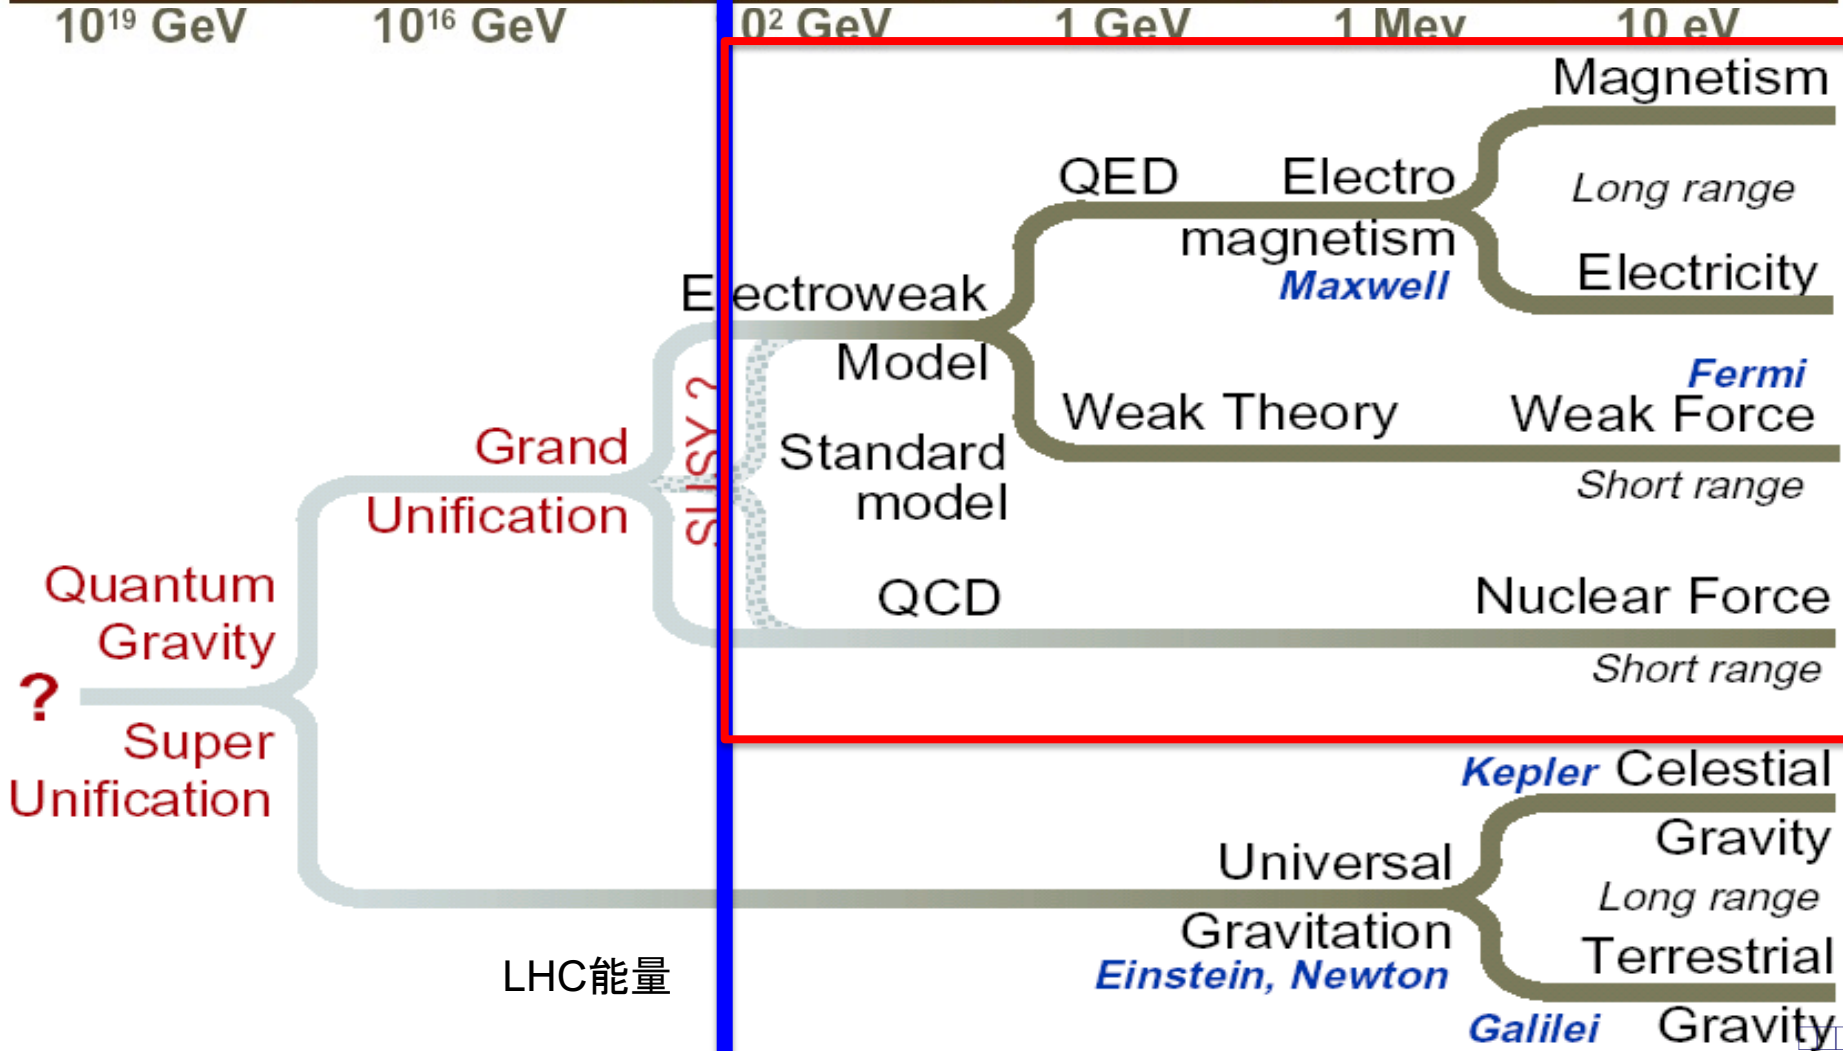 10¹⁹ GeV 10¹⁶ GeV 0² GeV 1 GeV 1 Mev 10 eV
Magnetism
QED Electro
Long range
magnetism
Maxwell
Electricity
Electroweak
Model
Fermi
Weak Theory Weak Force
Short range
SUSY ?
Standard
model
Grand
Unification
QCD
Nuclear Force
Short range
Quantum
Gravity
?
Super
Unification
Kepler Celestial
Gravity
Universal
Gravitation
Einstein, Newton
Long range
Terrestrial
Galilei Gravity
LHC能量